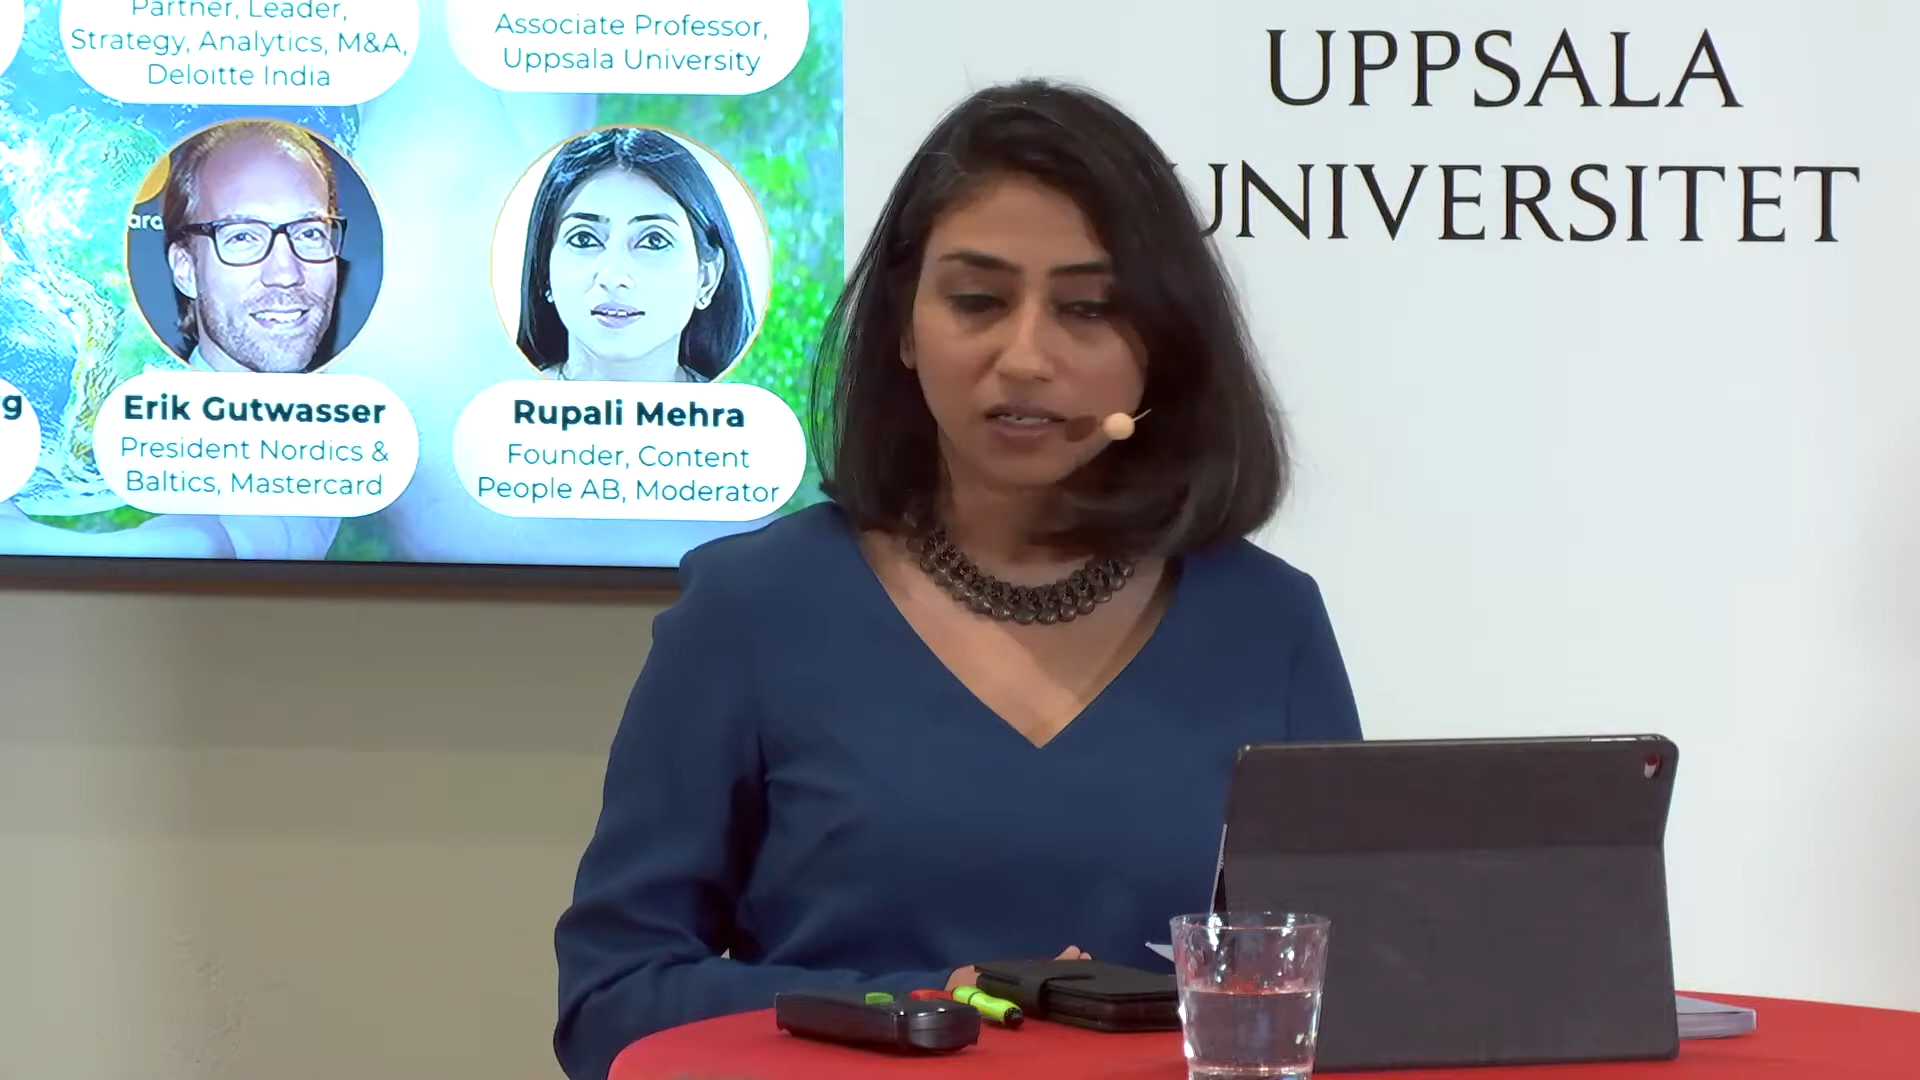 Partner, Leader,
Strategy, Analytics, M&A,
Deloitte India
Associate Professor,
Uppsala University
Erik Gutwasser
President Nordics &
Baltics, Mastercard
Rupali Mehra
Founder, Content
People AB, Moderator
UPPSALA
UNIVERSITET